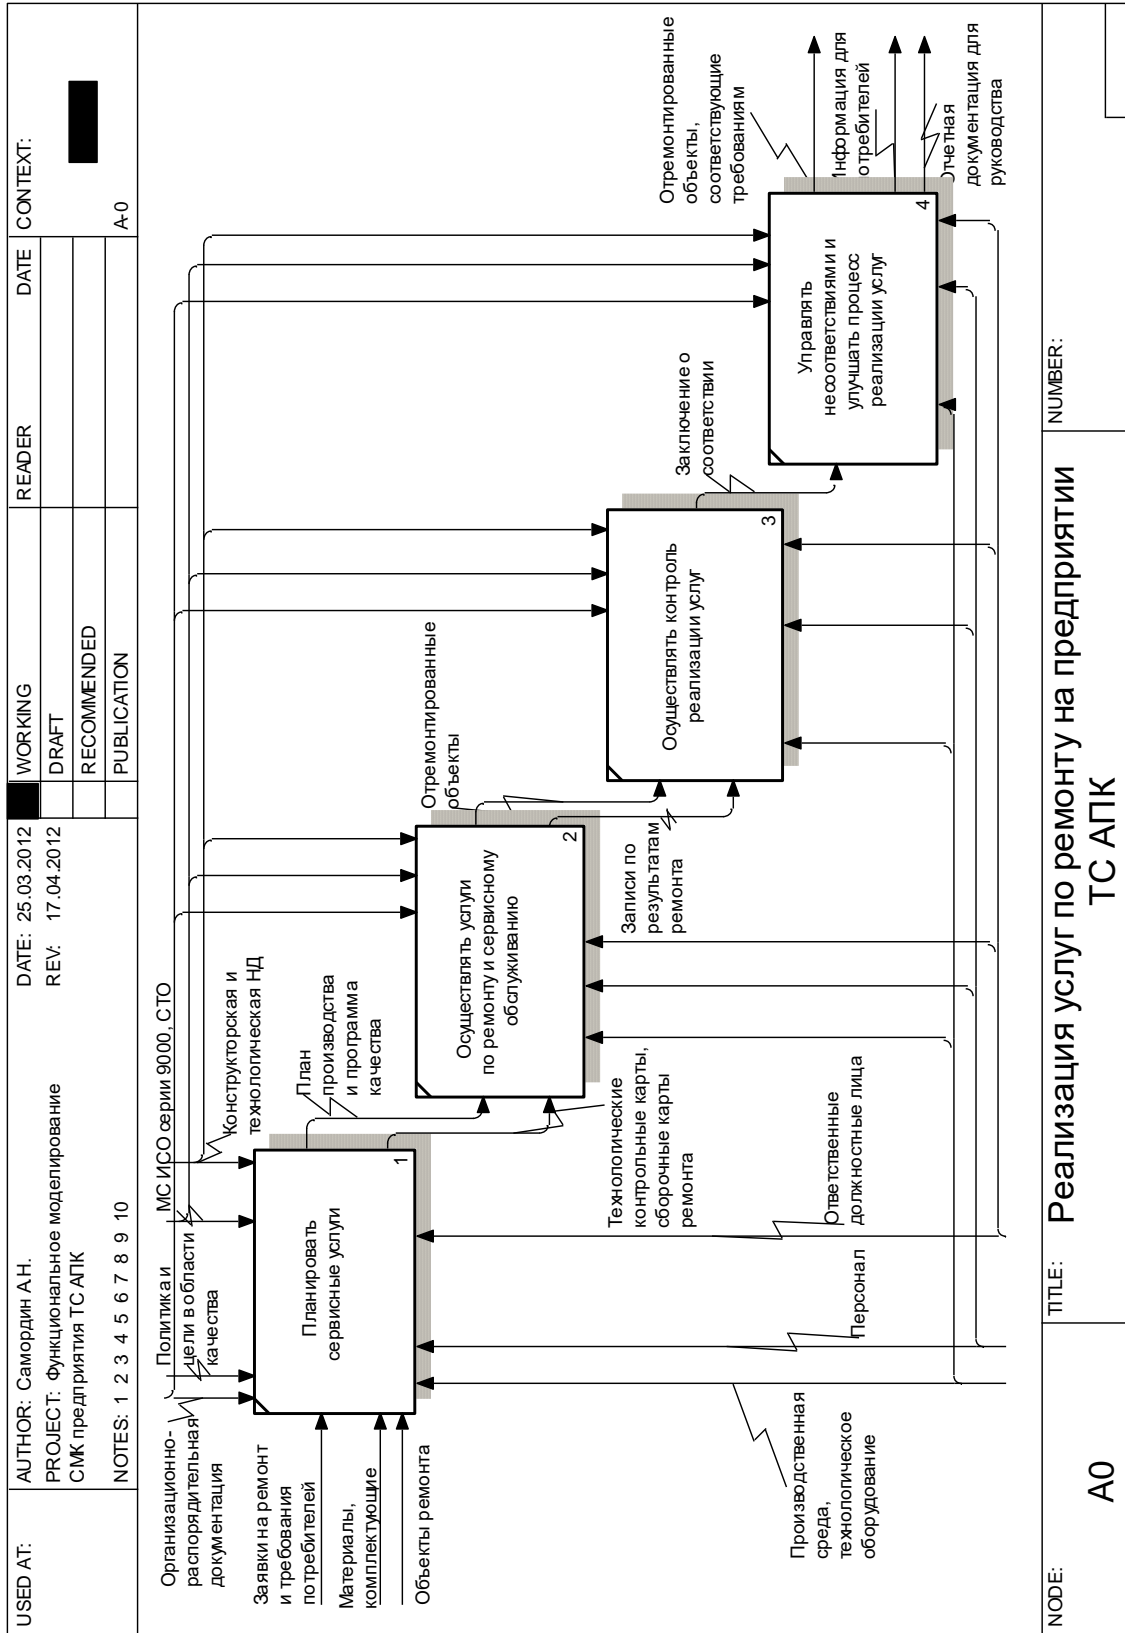 USED AT:
AUTHOR: Самордин А.Н.
DATE: 25.03.2012
WORKING
READER
DATE
CONTEXT:
PROJECT: Функциональное моделирование
СМК предприятия ТС АПК
REV: 17.04.2012
DRAFT
RECOMMENDED
NOTES: 1 2 3 4 5 6 7 8 9 10
PUBLICATION
A-0
Организационно-
распорядительная
документация
Политика и
цели в области
качества
МС ИСО серии 9000, СТО
Конструкторская и
технологическая НД
Заявки на ремонт
и требования
потребителей
Материалы,
комплектующие
Объекты ремонта
Планировать
сервисные услуги
1
План
производства
и программа
качества
Технологические
контрольные карты,
сборочные карты
ремонта
Осуществлять услуги
по ремонту и сервисному
обслуживанию
2
Отремонтированные
объекты
Записи по
результатам
ремонта
Осуществлять контроль
реализации услуг
3
Заключение о
соответствии
Управлять
несоответствиями и
улучшать процесс
реализации услуг
4
Отремонтированные
объекты,
соответствующие
требованиям
Информация для
отребителей
Отчетная
документация для
руководства
Производственная
среда,
технологическое
оборудование
Персонал
Ответственные
должностные лица
NODE:
TITLE:
NUMBER:
A0
Реализация услуг по ремонту на предприятии
ТС АПК